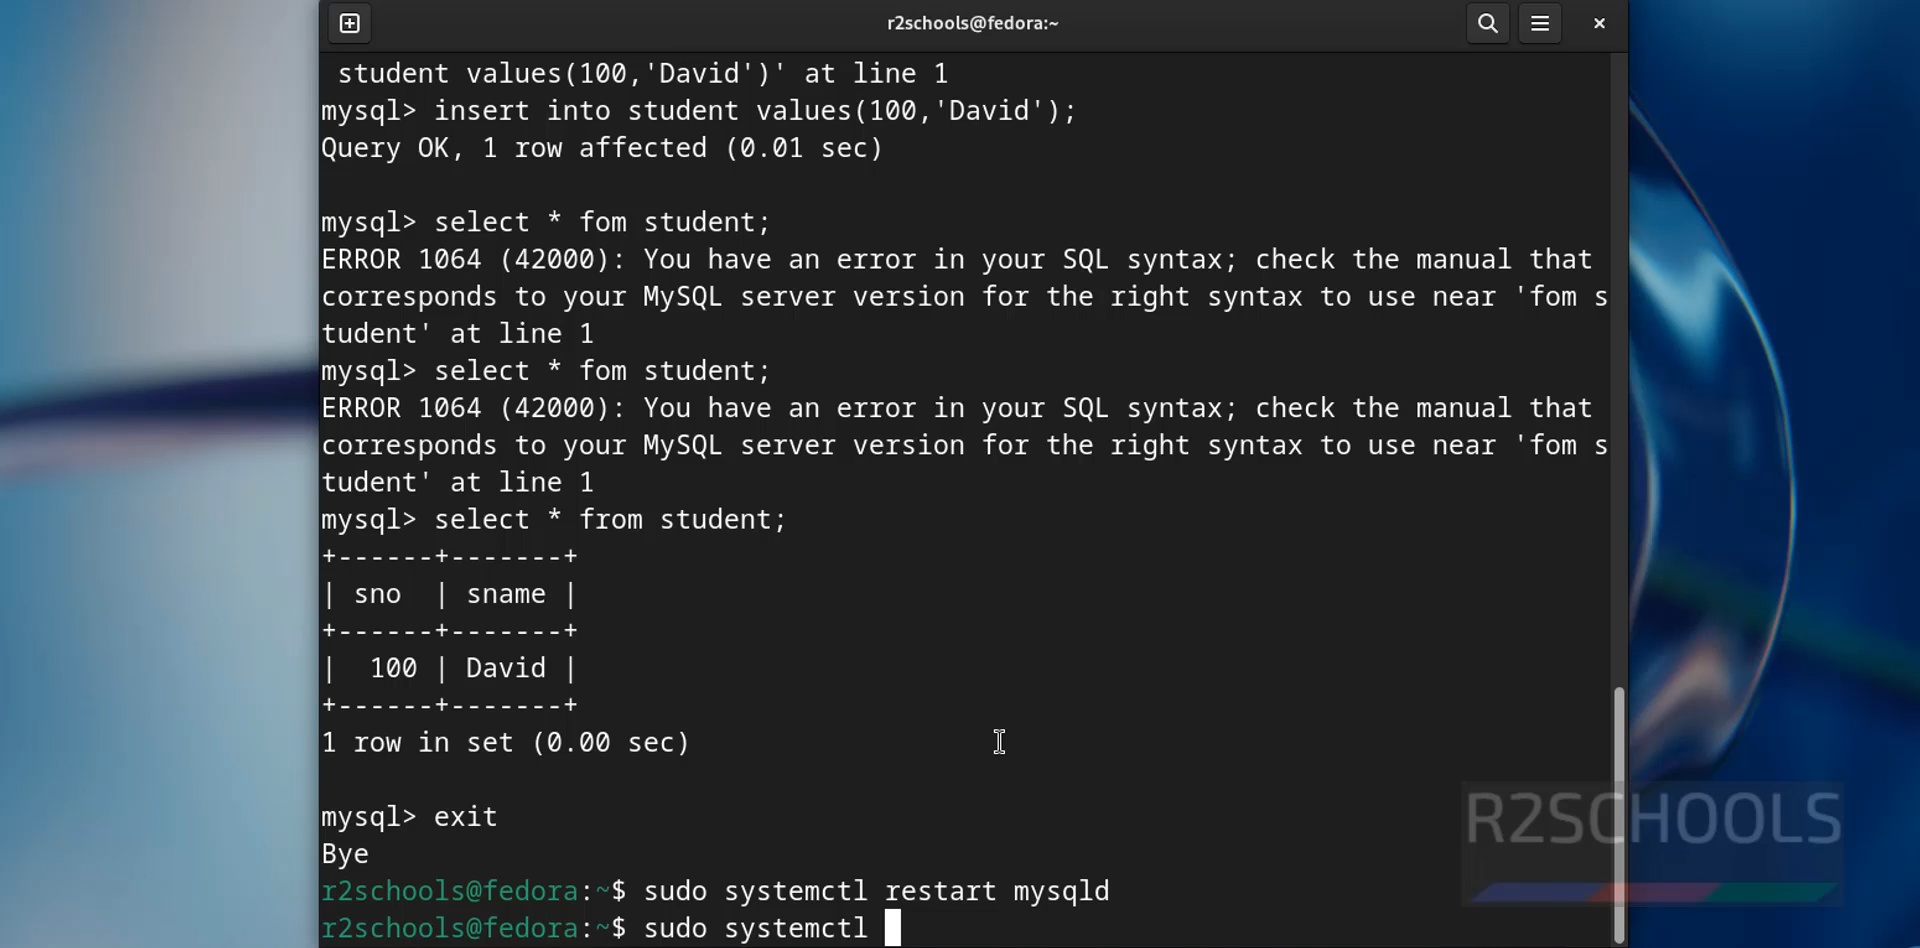 r2schools@fedora:~
student values(100,'David')' at line 1
mysql> insert into student values(100,'David');
Query OK, 1 row affected (0.01 sec)
mysql> select * fom student;
ERROR 1064 (42000): You have an error in your SQL syntax; check the manual that
corresponds to your MySQL server version for the right syntax to use near 'fom s
tudent' at line 1
mysql> select * fom student;
ERROR 1064 (42000): You have an error in your SQL syntax; check the manual that
corresponds to your MySQL server version for the right syntax to use near 'fom s
tudent' at line 1
mysql> select * from student;
+------+-------+
| sno  | sname |
+------+-------+
|  100 | David |
+------+-------+
1 row in set (0.00 sec)
mysql> exit
Bye
r2schools@fedora:~$ sudo systemctl restart mysqld
r2schools@fedora:~$ sudo systemctl
R2SCHOOLS